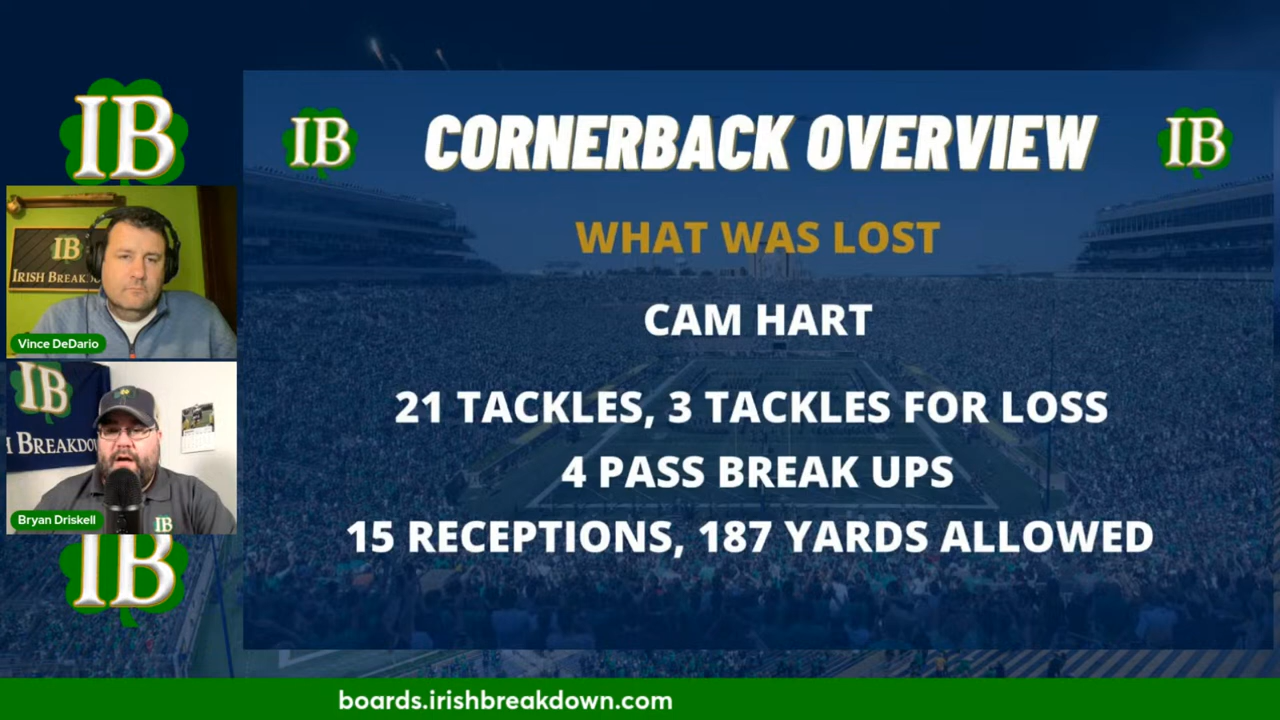 IB
IB
CORNERBACK OVERVIEW
IB
WHAT WAS LOST
CAM HART
21 TACKLES, 3 TACKLES FOR LOSS
4 PASS BREAK UPS
15 RECEPTIONS, 187 YARDS ALLOWED
IB
IRISH BREAK
Vince DeDario
IB
BREAKDOW
IB
Bryan Driskell
IB
boards.irishbreakdown.com